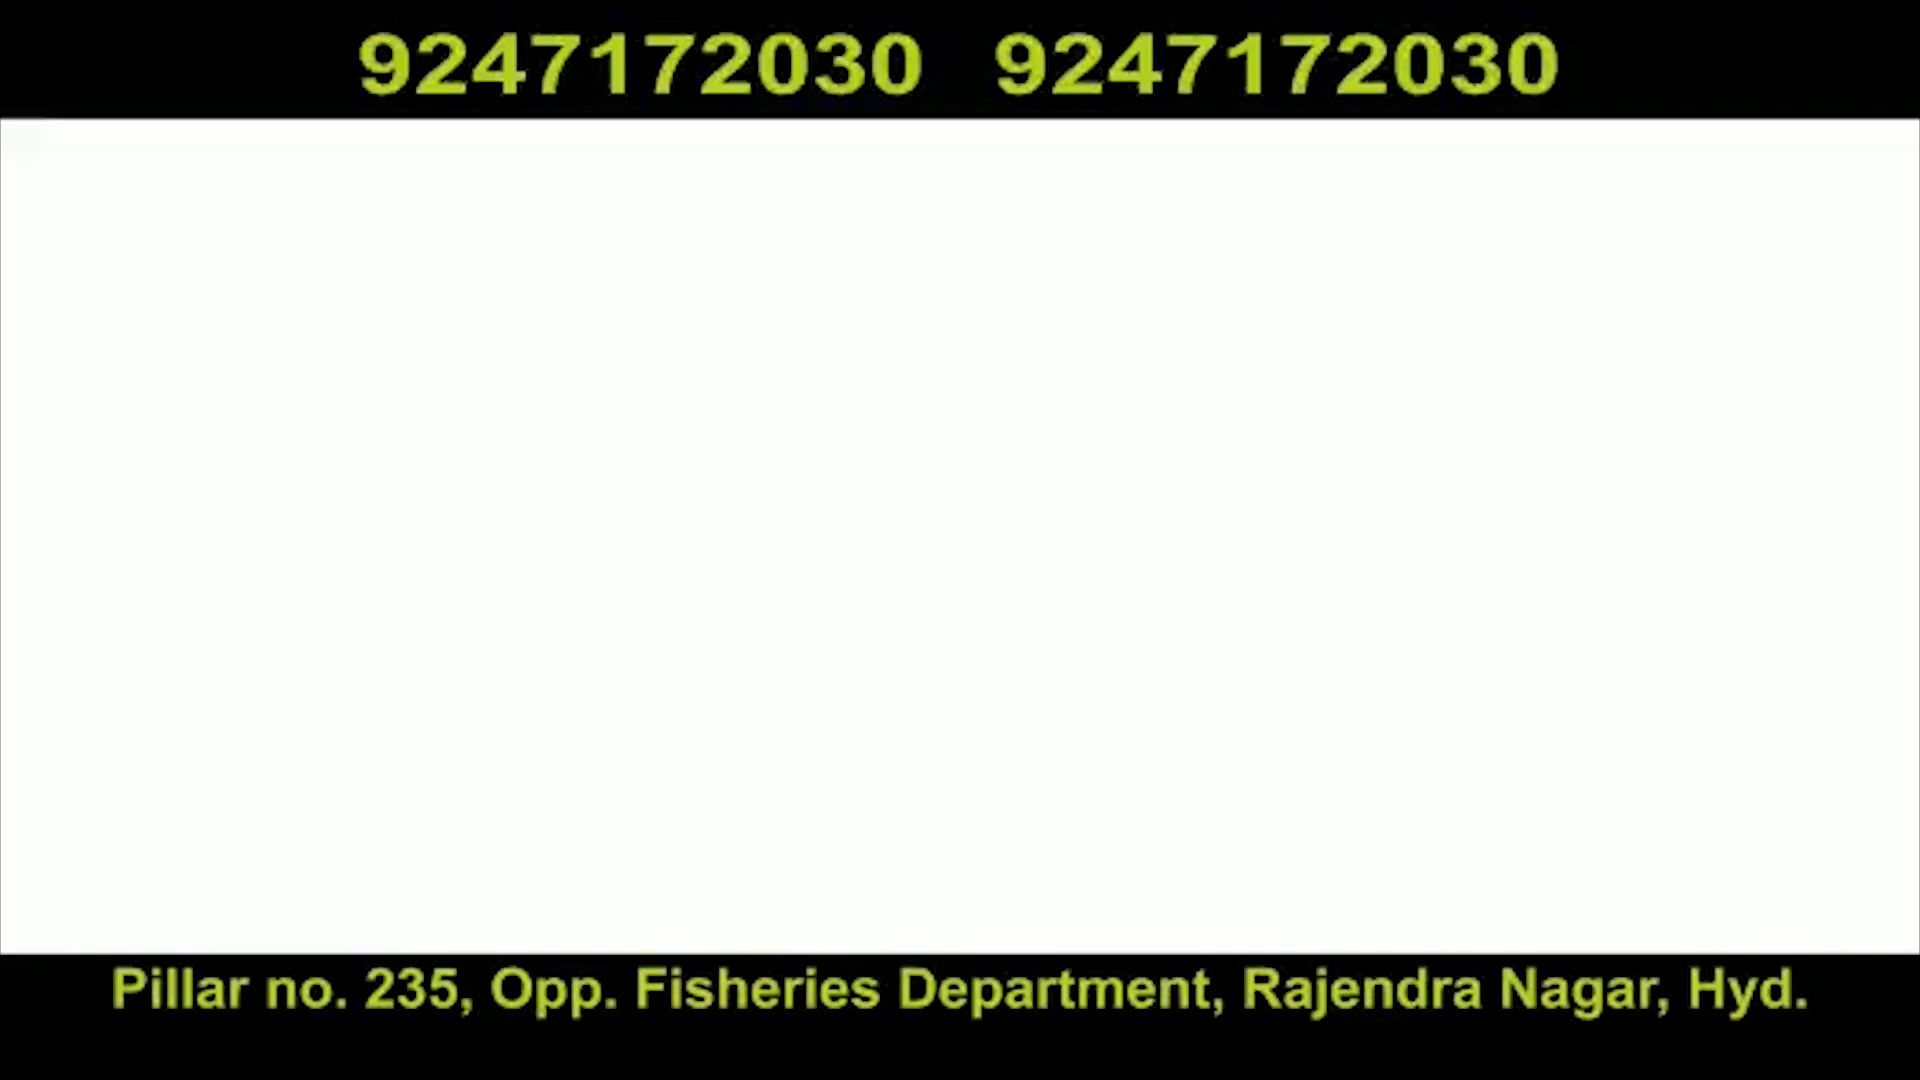 9247172030 9247172030
Pillar no. 235, Opp. Fisheries Department, Rajendra Nagar, Hyd.